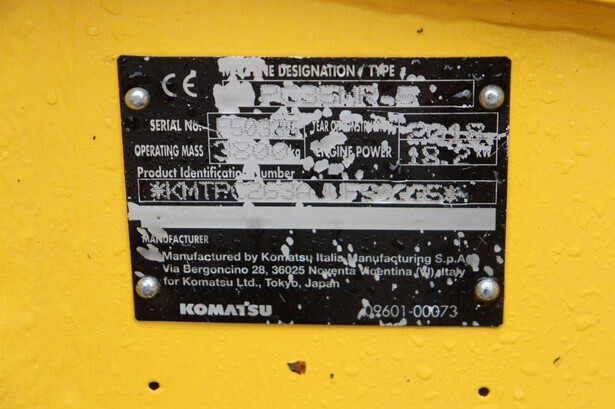 CE MACHINE DESIGNATION / TYPE
SERIAL No. YEAR OF CONSTRUCTION
OPERATING MASS kg ENGINE POWER kW
Product Identification Number
MANUFACTURER
Manufactured by Komatsu Italia Manufacturing S.p.A.
Via Bergoncino 28, 36025 Noventa Vicentina (VI), Italy
for Komatsu Ltd., Tokyo, Japan
KOMATSU 09601-00073